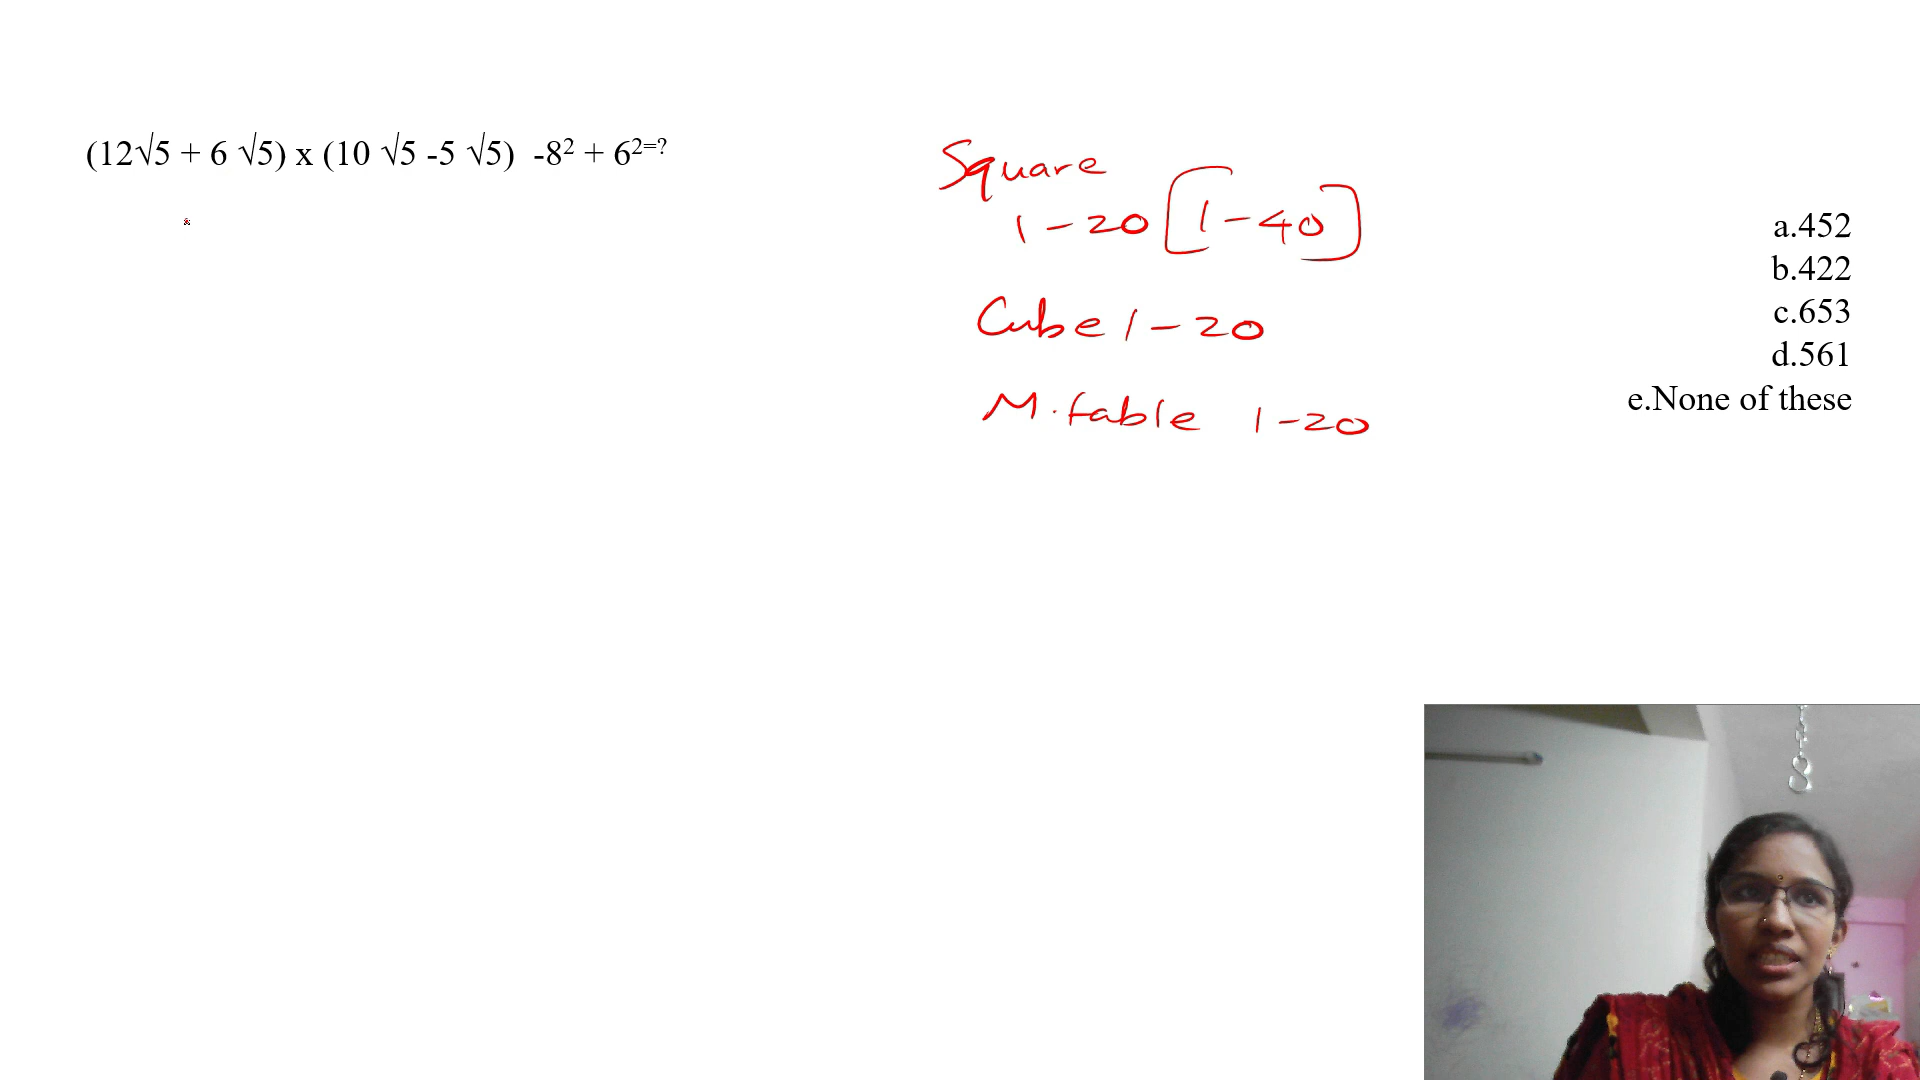 (12√5 + 6 √5) x (10 √5 -5 √5)  -8² + 6²⁼?
Square
1 - 20 [1 - 40]
Cube 1 - 20
M. table 1 - 20
a.452
b.422
c.653
d.561
e.None of these